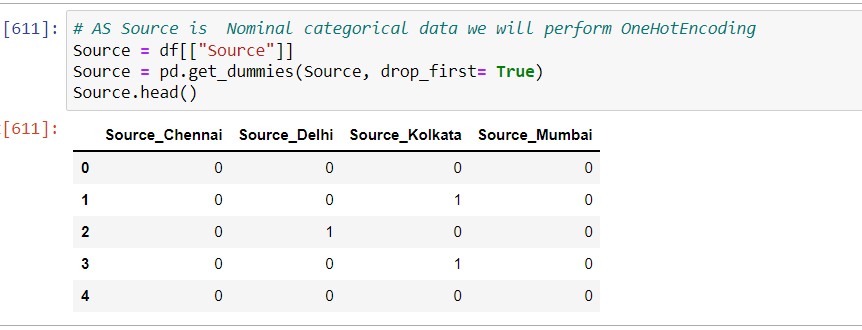 [611]: # AS Source is  Nominal categorical data we will perform OneHotEncoding
Source = df[["Source"]]
Source = pd.get_dummies(Source, drop_first= True)
Source.head()
[611]:
Source_Chennai Source_Delhi Source_Kolkata Source_Mumbai
0 0 0 0 0
1 0 0 1 0
2 0 1 0 0
3 0 0 1 0
4 0 0 0 0